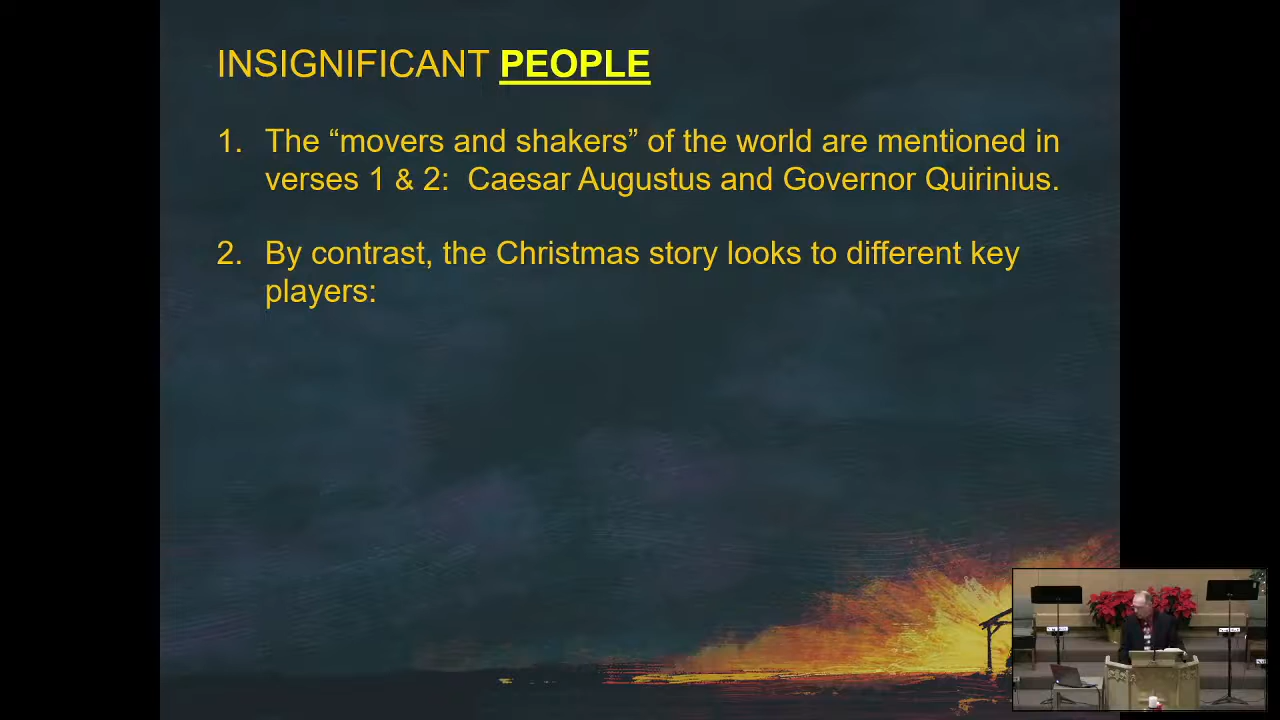 INSIGNIFICANT PEOPLE
1. The “movers and shakers” of the world are mentioned in
verses 1 & 2:  Caesar Augustus and Governor Quirinius.
2. By contrast, the Christmas story looks to different key
players: